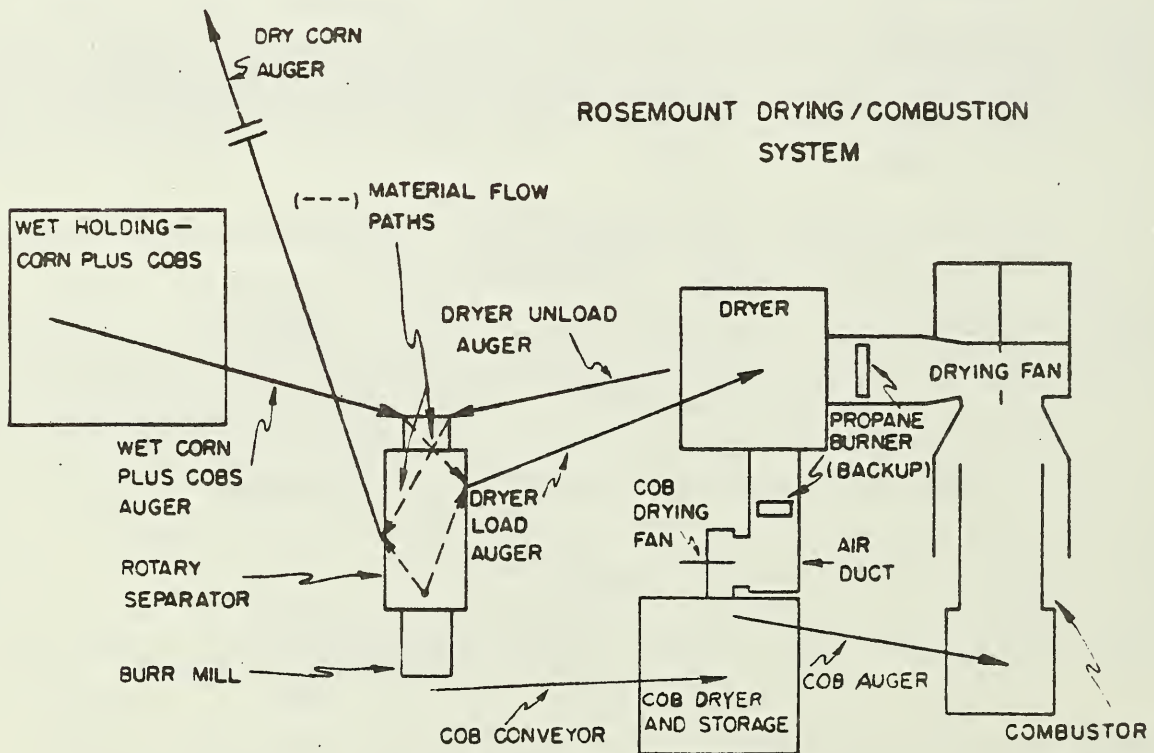 DRY CORN
AUGER
ROSEMOUNT DRYING/COMBUSTION
SYSTEM
(---) MATERIAL FLOW
PATHS
WET HOLDING—
CORN PLUS COBS
DRYER UNLOAD
AUGER
DRYER
DRYING FAN
WET CORN
PLUS COBS
AUGER
DRYER
LOAD
AUGER
COB
DRYING
FAN
PROPANE
BURNER
(BACKUP)
AIR
DUCT
ROTARY
SEPARATOR
BURR MILL
COB CONVEYOR
COB DRYER
AND STORAGE
COB AUGER
COMBUSTOR